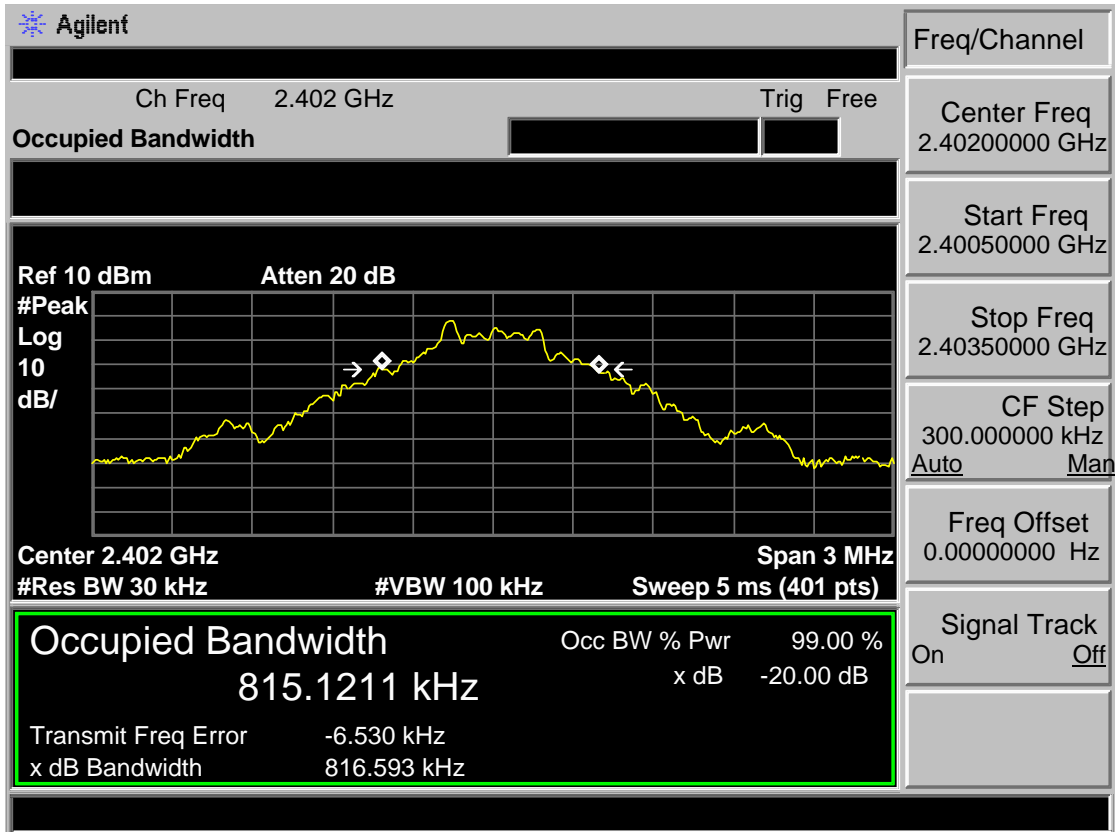 Agilent
Freq/Channel
Ch Freq 2.402 GHz Trig Free
Occupied Bandwidth
Center Freq
2.40200000 GHz
Start Freq
2.40050000 GHz
Stop Freq
2.40350000 GHz
CF Step
300.000000 kHz
Auto Man
Freq Offset
0.00000000 Hz
Signal Track
On Off
Ref 10 dBm Atten 20 dB
#Peak
Log
10
dB/
Center 2.402 GHz Span 3 MHz
#Res BW 30 kHz #VBW 100 kHz Sweep 5 ms (401 pts)
Occupied Bandwidth Occ BW % Pwr 99.00 %
815.1211 kHz x dB -20.00 dB
Transmit Freq Error -6.530 kHz
x dB Bandwidth 816.593 kHz